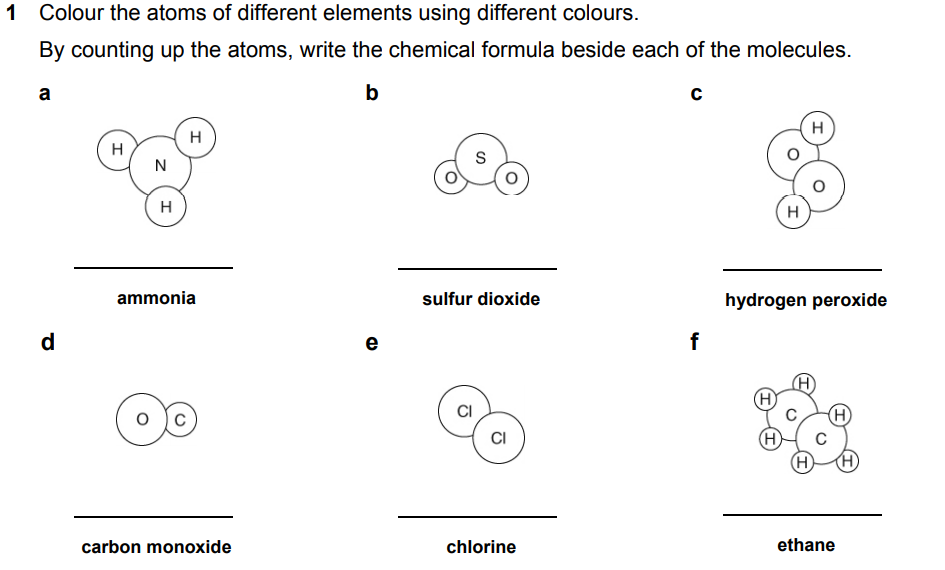 1 Colour the atoms of different elements using different colours.
By counting up the atoms, write the chemical formula beside each of the molecules.
a b c
H H N H
S O O
H O O H
ammonia sulfur dioxide hydrogen peroxide
d e f
O C
Cl Cl
H H C H H C H H
carbon monoxide chlorine ethane